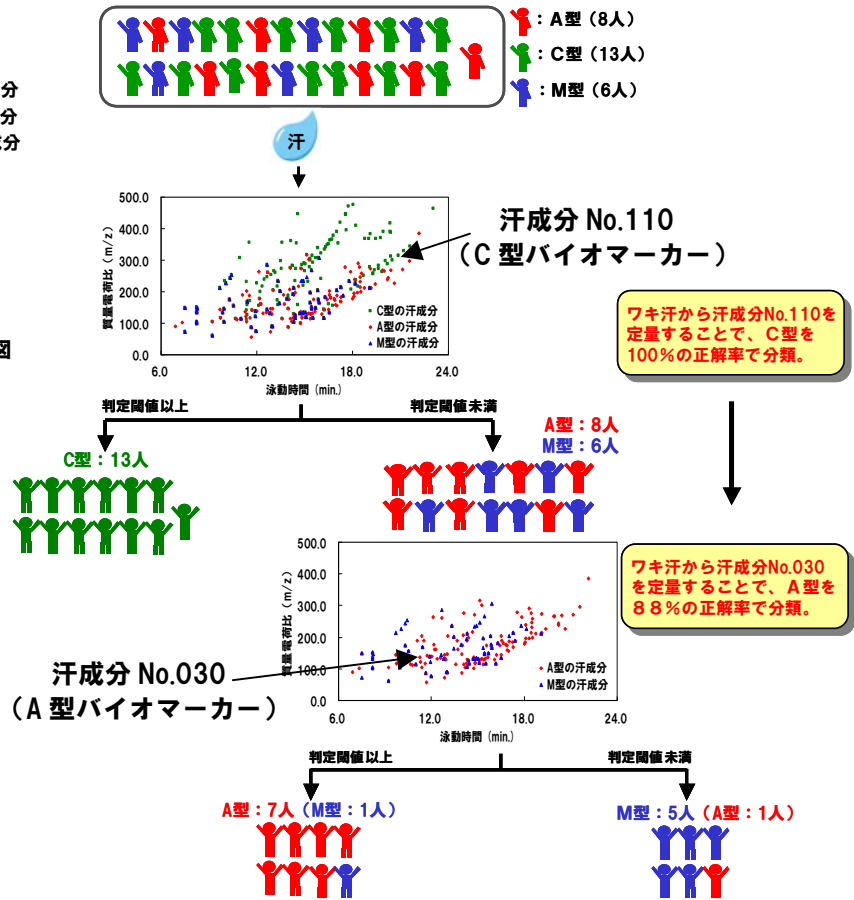 ：A型（8人）
：C型（13人）
：M型（6人）
分
分
分
汗
500.0
400.0
300.0
200.0
100.0
0.0
質量電荷比（m/z）
C型の汗成分
A型の汗成分
M型の汗成分
6.0 12.0 18.0 24.0
泳動時間（min.）
汗成分 No.110
（C型バイオマーカー）
図
ワキ汗から汗成分No.110を
定量することで、C型を
100%の正解率で分類。
判定閾値以上 判定閾値未満
C型：13人
A型：8人
M型：6人
500.0
400.0
300.0
200.0
100.0
0.0
質量電荷比（m/z）
A型の汗成分
M型の汗成分
6.0 12.0 18.0 24.0
泳動時間（min.）
汗成分 No.030
（A型バイオマーカー）
ワキ汗から汗成分No.030
を定量することで、A型を
８８%の正解率で分類。
判定閾値以上 判定閾値未満
A型：7人（M型：1人）
M型：5人（A型：1人）